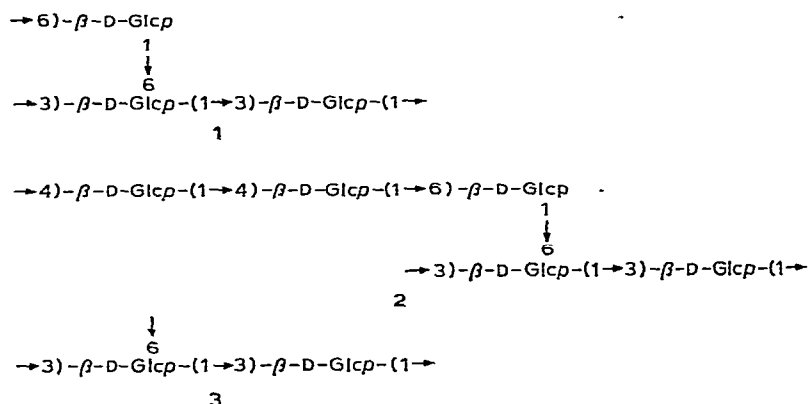 →6)-β-D-Glcp
1
↓
6
→3)-β-D-Glcp-(1→3)-β-D-Glcp-(1→
1
→4)-β-D-Glcp-(1→4)-β-D-Glcp-(1→6)-β-D-Glcp
1
↓
6
→3)-β-D-Glcp-(1→3)-β-D-Glcp-(1→
2
↓
6
→3)-β-D-Glcp-(1→3)-β-D-Glcp-(1→
3